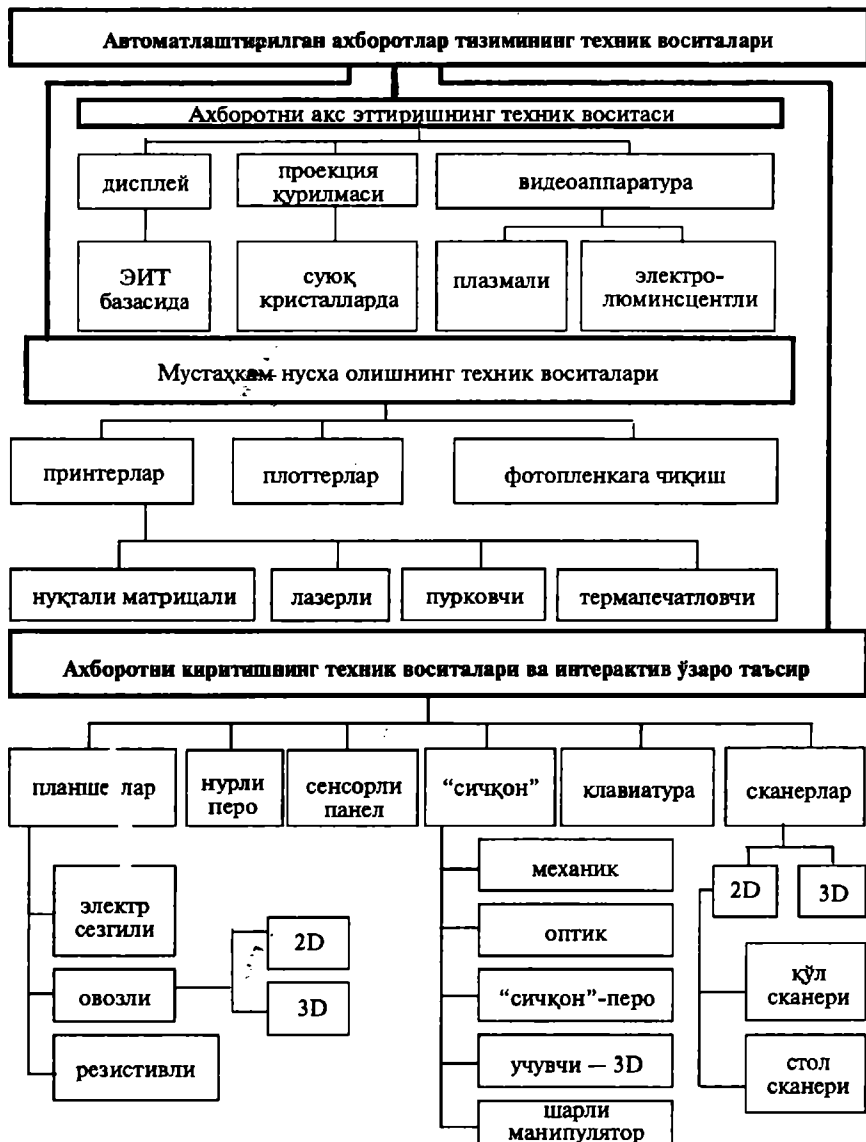 Автоматлаштирилган ахборотлар тизимининг техник воситалари
Ахборотни акс эттиришнинг техник воситаси
дисплей
проекция
қурилмаси
видеоаппаратура
ЭИТ
базасида
суюқ
кристалларда
плазмали
электро-
люминсцентли
Мустаҳкам нусха олишнинг техник воситалари
принтерлар
плоттерлар
фотопленкага чиқиш
нуқтали матрицали
лазерли
пурковчи
термапечатловчи
Ахборотни киритишнинг техник воситалари ва интерактив ўзаро таъсир
планше лар
нурли
перо
сенсорли
панел
“сичқон”
клавиатура
сканерлар
электр
сезгили
овозли
резистивли
2D
3D
механик
оптик
“сичқон”-перо
учувчи — 3D
шарли
манипулятор
2D
3D
қўл
сканери
стол
сканери